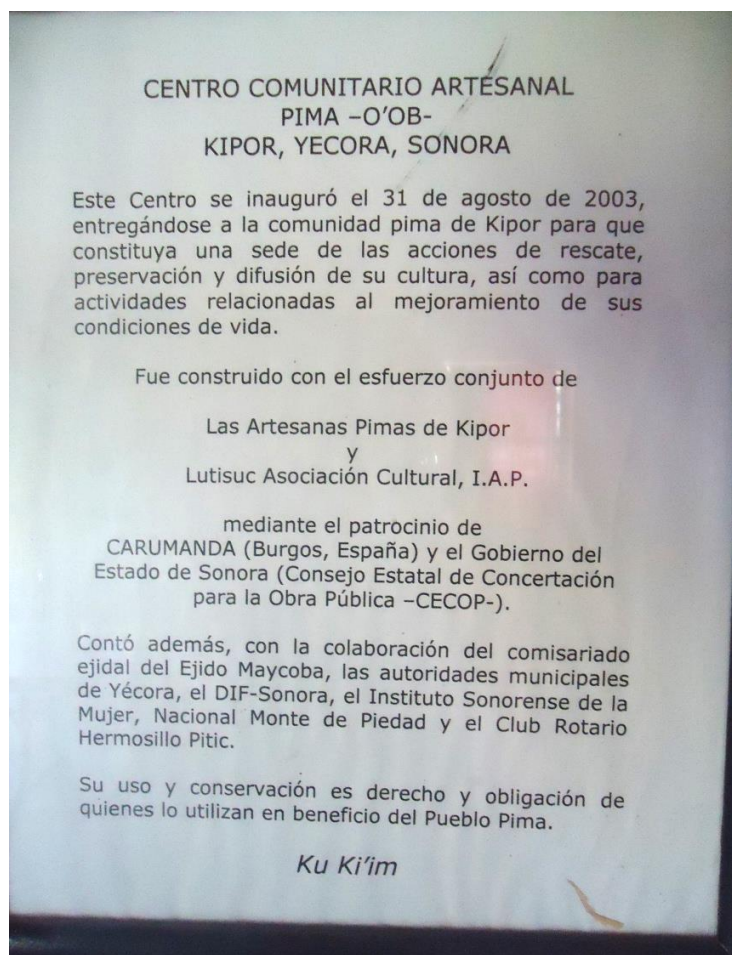 CENTRO COMUNITARIO ARTESANAL
PIMA –O’OB-
KIPOR, YECORA, SONORA
Este Centro se inauguró el 31 de agosto de 2003,
entregándose a la comunidad pima de Kipor para que
constituya una sede de las acciones de rescate,
preservación y difusión de su cultura, así como para
actividades relacionadas al mejoramiento de sus
condiciones de vida.
Fue construido con el esfuerzo conjunto de
Las Artesanas Pimas de Kipor
y
Lutisuc Asociación Cultural, I.A.P.
mediante el patrocinio de
CARUMANDA (Burgos, España) y el Gobierno del
Estado de Sonora (Consejo Estatal de Concertación
para la Obra Pública –CECOP-).
Contó además, con la colaboración del comisariado
ejidal del Ejido Maycoba, las autoridades municipales
de Yécora, el DIF-Sonora, el Instituto Sonorense de la
Mujer, Nacional Monte de Piedad y el Club Rotario
Hermosillo Pitic.
Su uso y conservación es derecho y obligación de
quienes lo utilizan en beneficio del Pueblo Pima.
Ku Ki’im